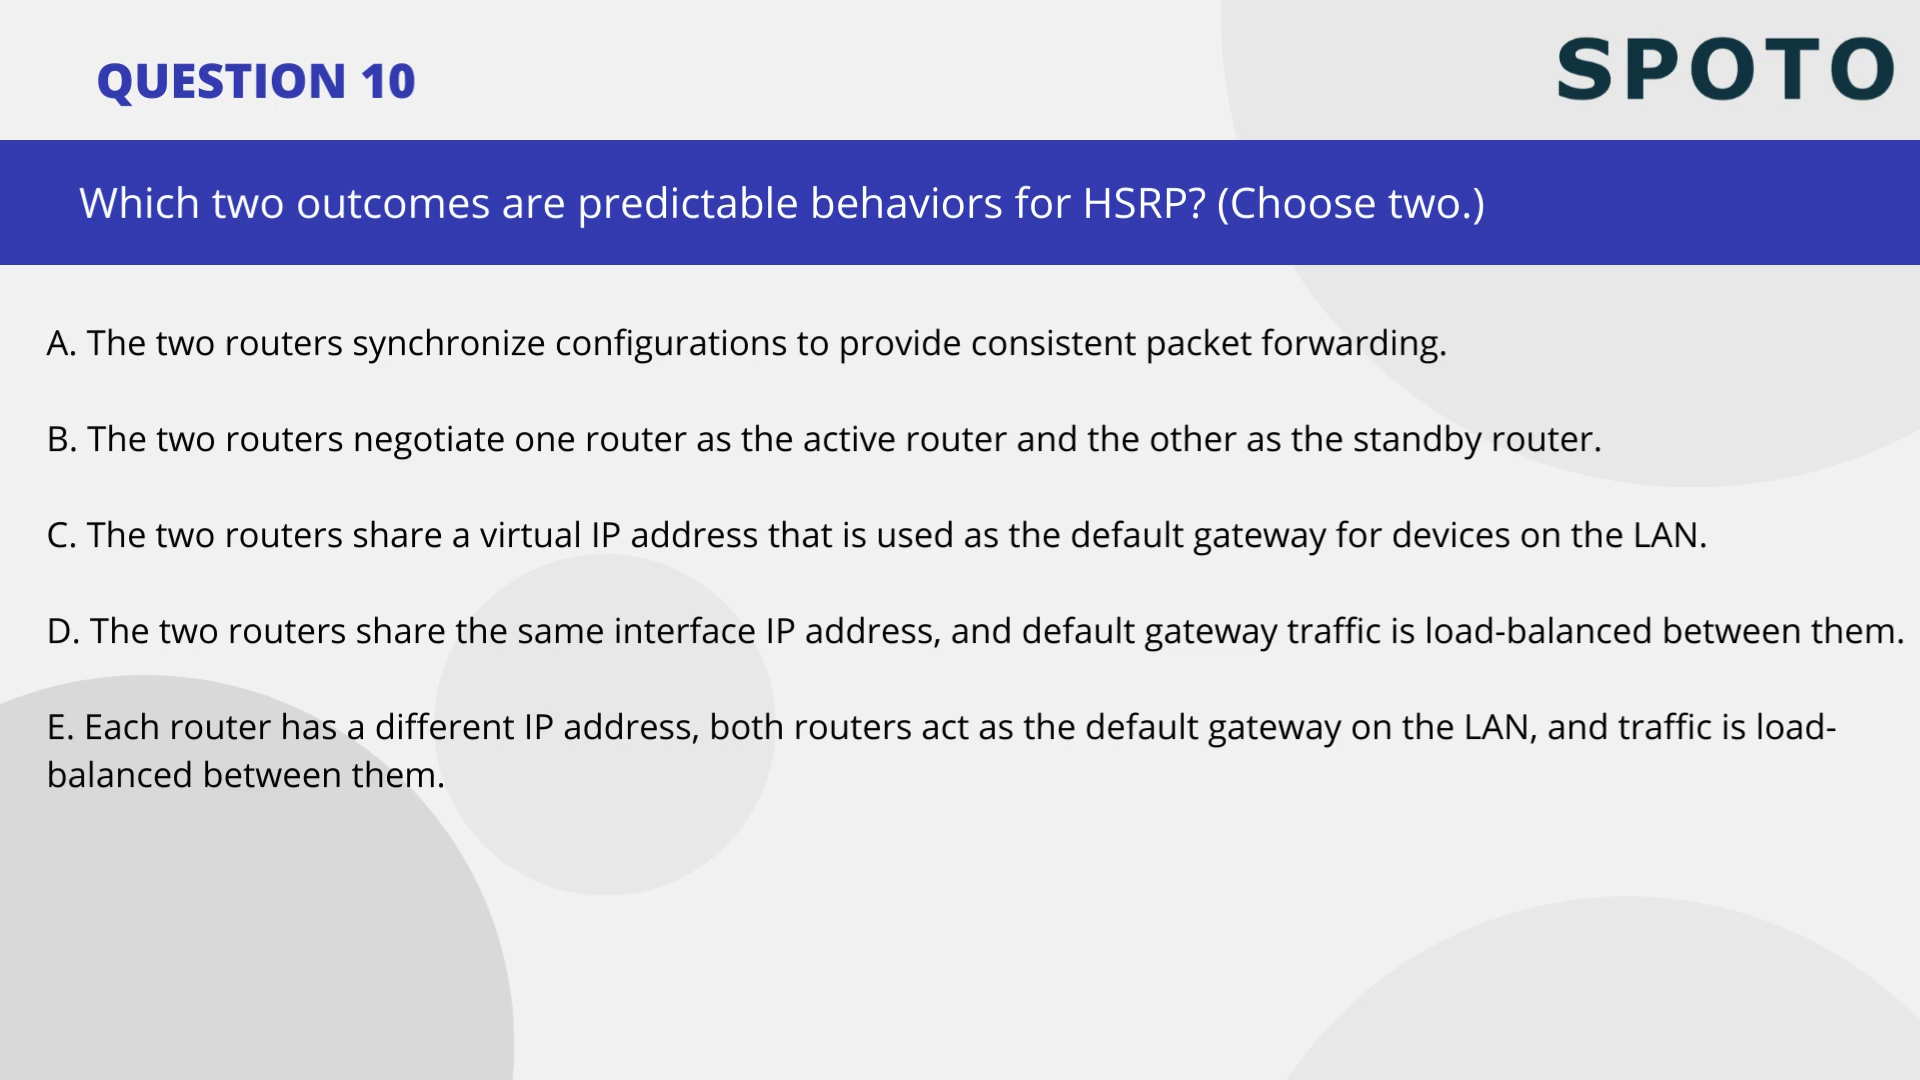 QUESTION 10
SPOTO
Which two outcomes are predictable behaviors for HSRP? (Choose two.)
A. The two routers synchronize configurations to provide consistent packet forwarding.
B. The two routers negotiate one router as the active router and the other as the standby router.
C. The two routers share a virtual IP address that is used as the default gateway for devices on the LAN.
D. The two routers share the same interface IP address, and default gateway traffic is load-balanced between them.
E. Each router has a different IP address, both routers act as the default gateway on the LAN, and traffic is load-
balanced between them.